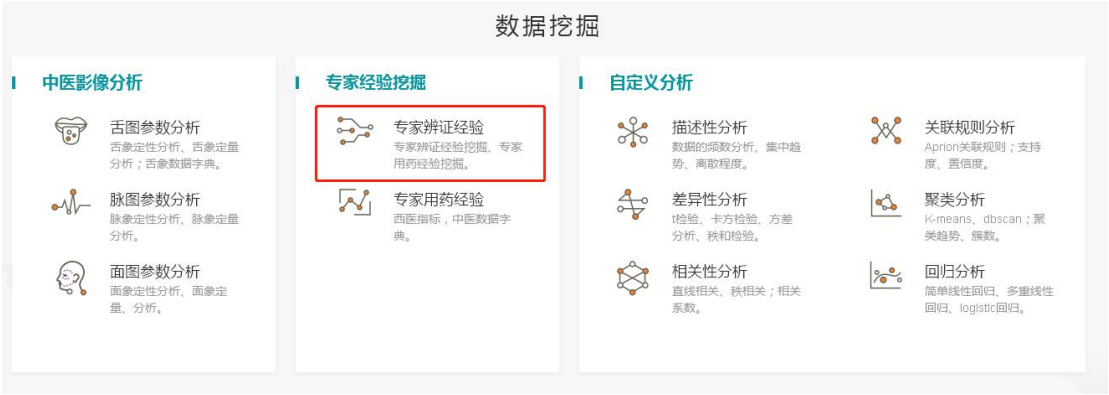 数据挖掘
中医影像分析
舌图参数分析
舌象定性分析、舌象定量
分析；舌象数据字典。
脉图参数分析
脉象定性分析、脉象定量
分析。
面图参数分析
面象定性分析、面象定
量、分析。
专家经验挖掘
专家辨证经验
专家辨证经验挖掘、专家
用药经验挖掘。
专家用药经验
西医指标，中医数据字
典。
自定义分析
描述性分析
数据的频数分析、集中趋
势、离散程度。
差异性分析
t检验、卡方检验、方差
分析、秩和检验。
相关性分析
直线相关、秩相关；相关
系数。
关联规则分析
Apriori关联规则；支持
度、置信度。
聚类分析
K-means、dbscan；聚
类趋势、簇数。
回归分析
简单线性回归、多重线性
回归、logistic回归。